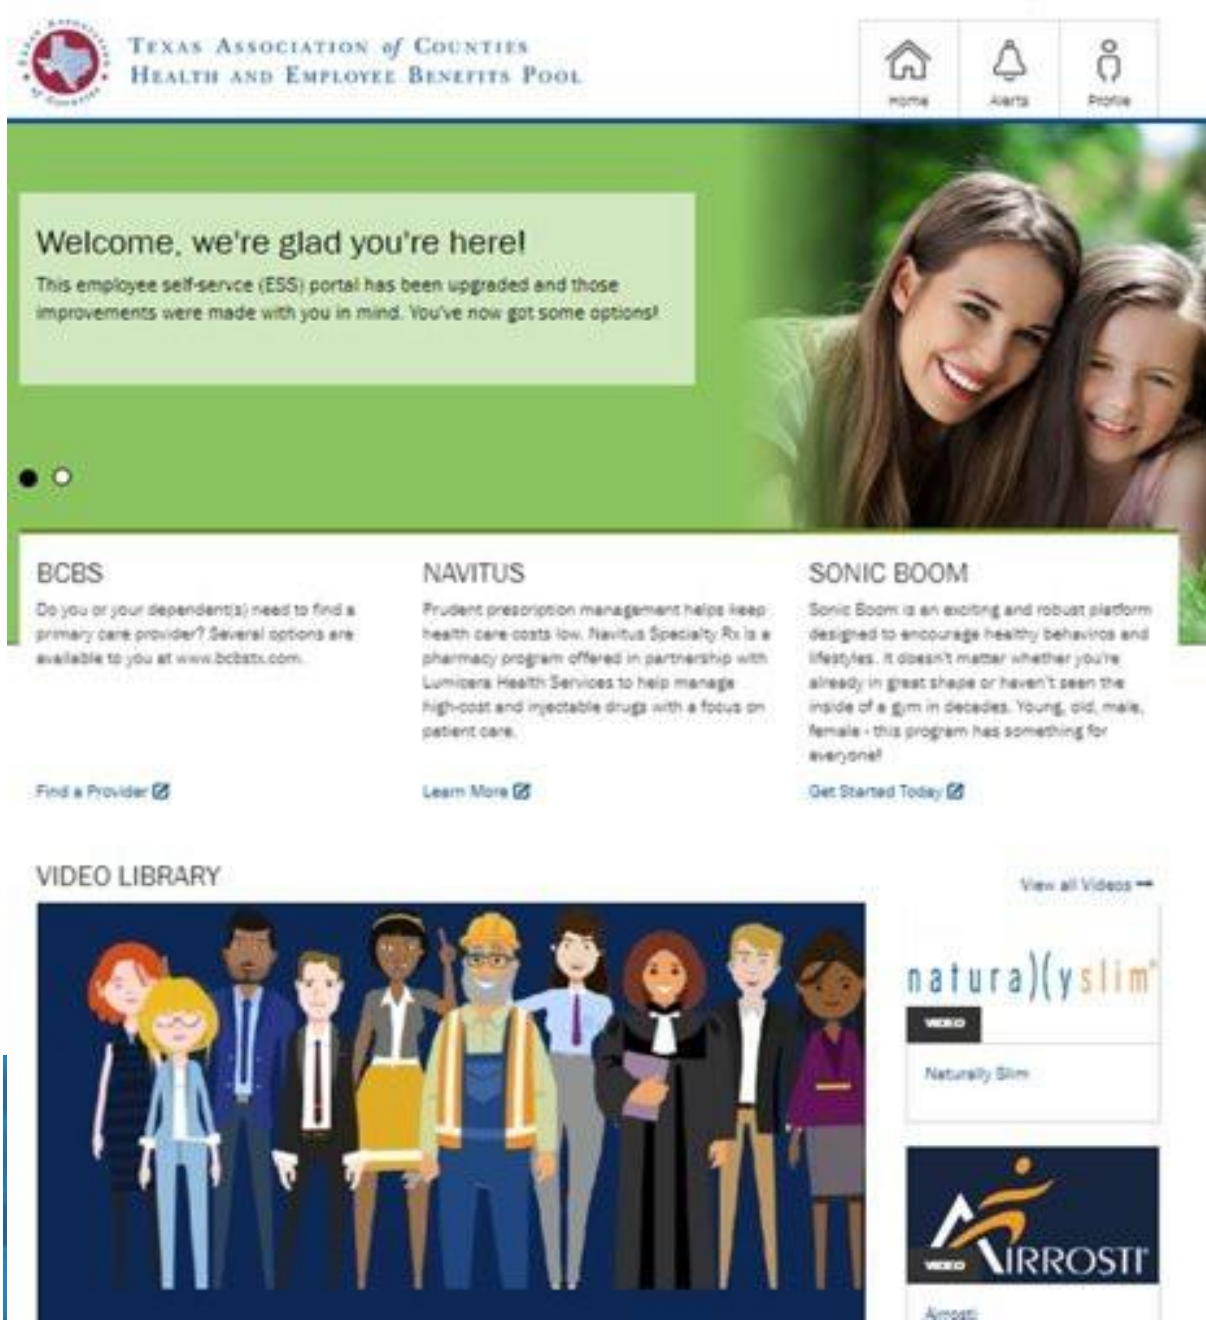 TEXAS ASSOCIATION of COUNTIES
HEALTH AND EMPLOYEE BENEFITS POOL
Home
Alerts
Profile
Welcome, we're glad you're here!
This employee self-servce (ESS) portal has been upgraded and those
improvements were made with you in mind. You've now got some options!
BCBS
Do you or your dependent(s) need to find a
primary care provider? Several options are
available to you at www.bcbstx.com.
Find a Provider
NAVITUS
Prudent prescription management helps keep
health care costs low. Navitus Specialty Rx is a
pharmacy program offered in partnership with
Lumicera Health Services to help manage
high-cost and injectable drugs with a focus on
patient care.
Learn More
SONIC BOOM
Sonic Boom is an exciting and robust platform
designed to encourage healthy behaviros and
lifestyles. It doesn't matter whether you're
already in great shape or haven't seen the
inside of a gym in decades. Young, old, male,
female - this program has something for
everyone!
Get Started Today
VIDEO LIBRARY
View all Videos
natura)(yslim®
VIDEO
Naturally Slim
AIRROSTI
VIDEO
Airrosti